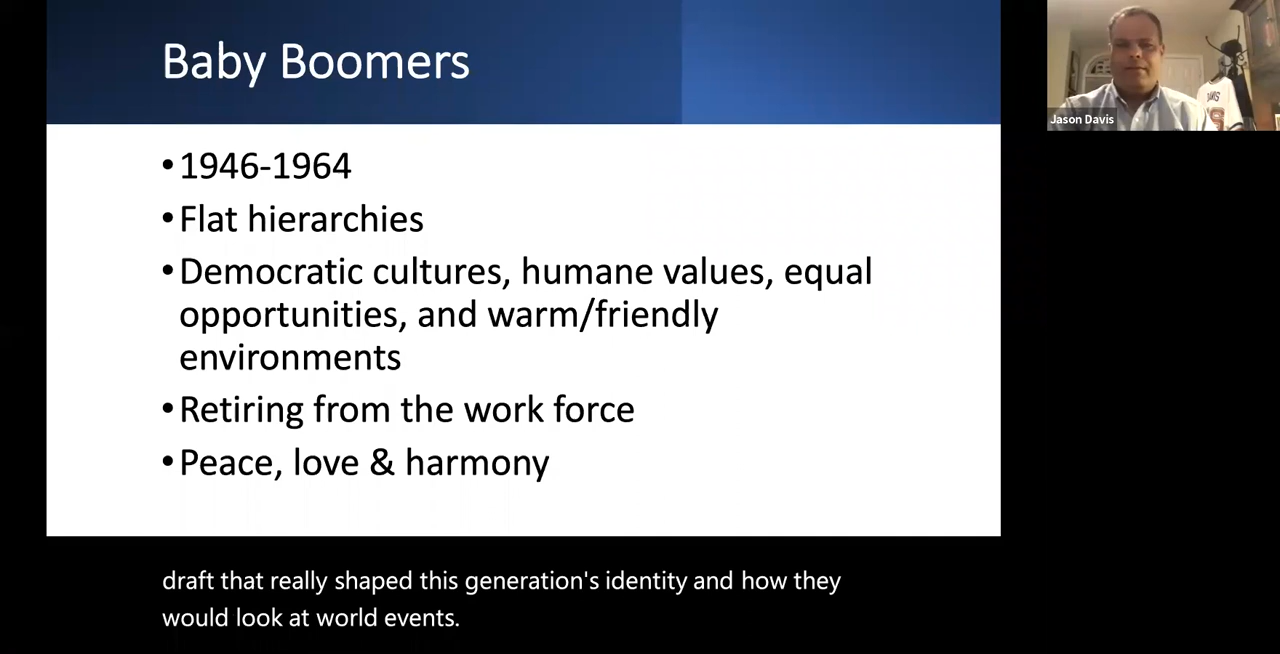 Baby Boomers
•1946-1964
•Flat hierarchies
•Democratic cultures, humane values, equal
opportunities, and warm/friendly
environments
•Retiring from the work force
•Peace, love & harmony
draft that really shaped this generation's identity and how they
would look at world events.
Jason Davis